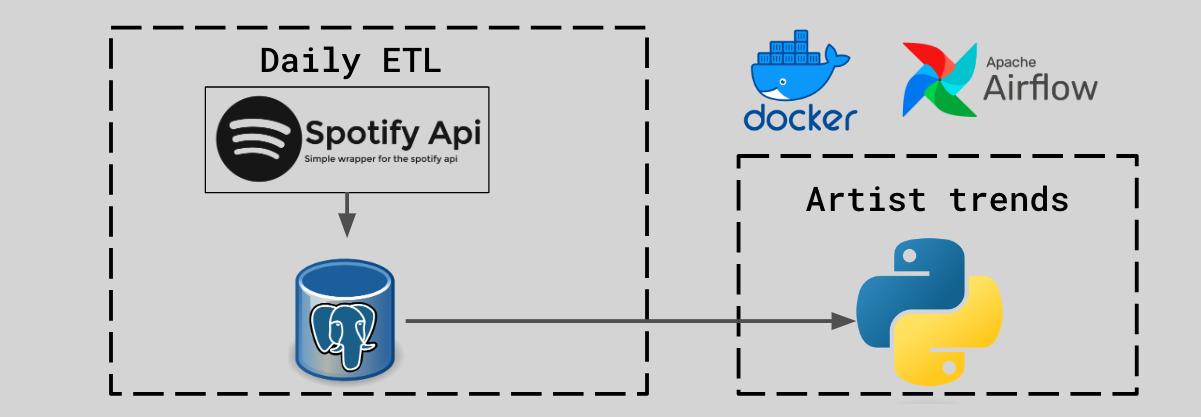 Daily ETL
Spotify Api
Simple wrapper for the spotify api
docker
Apache
Airflow
Artist trends